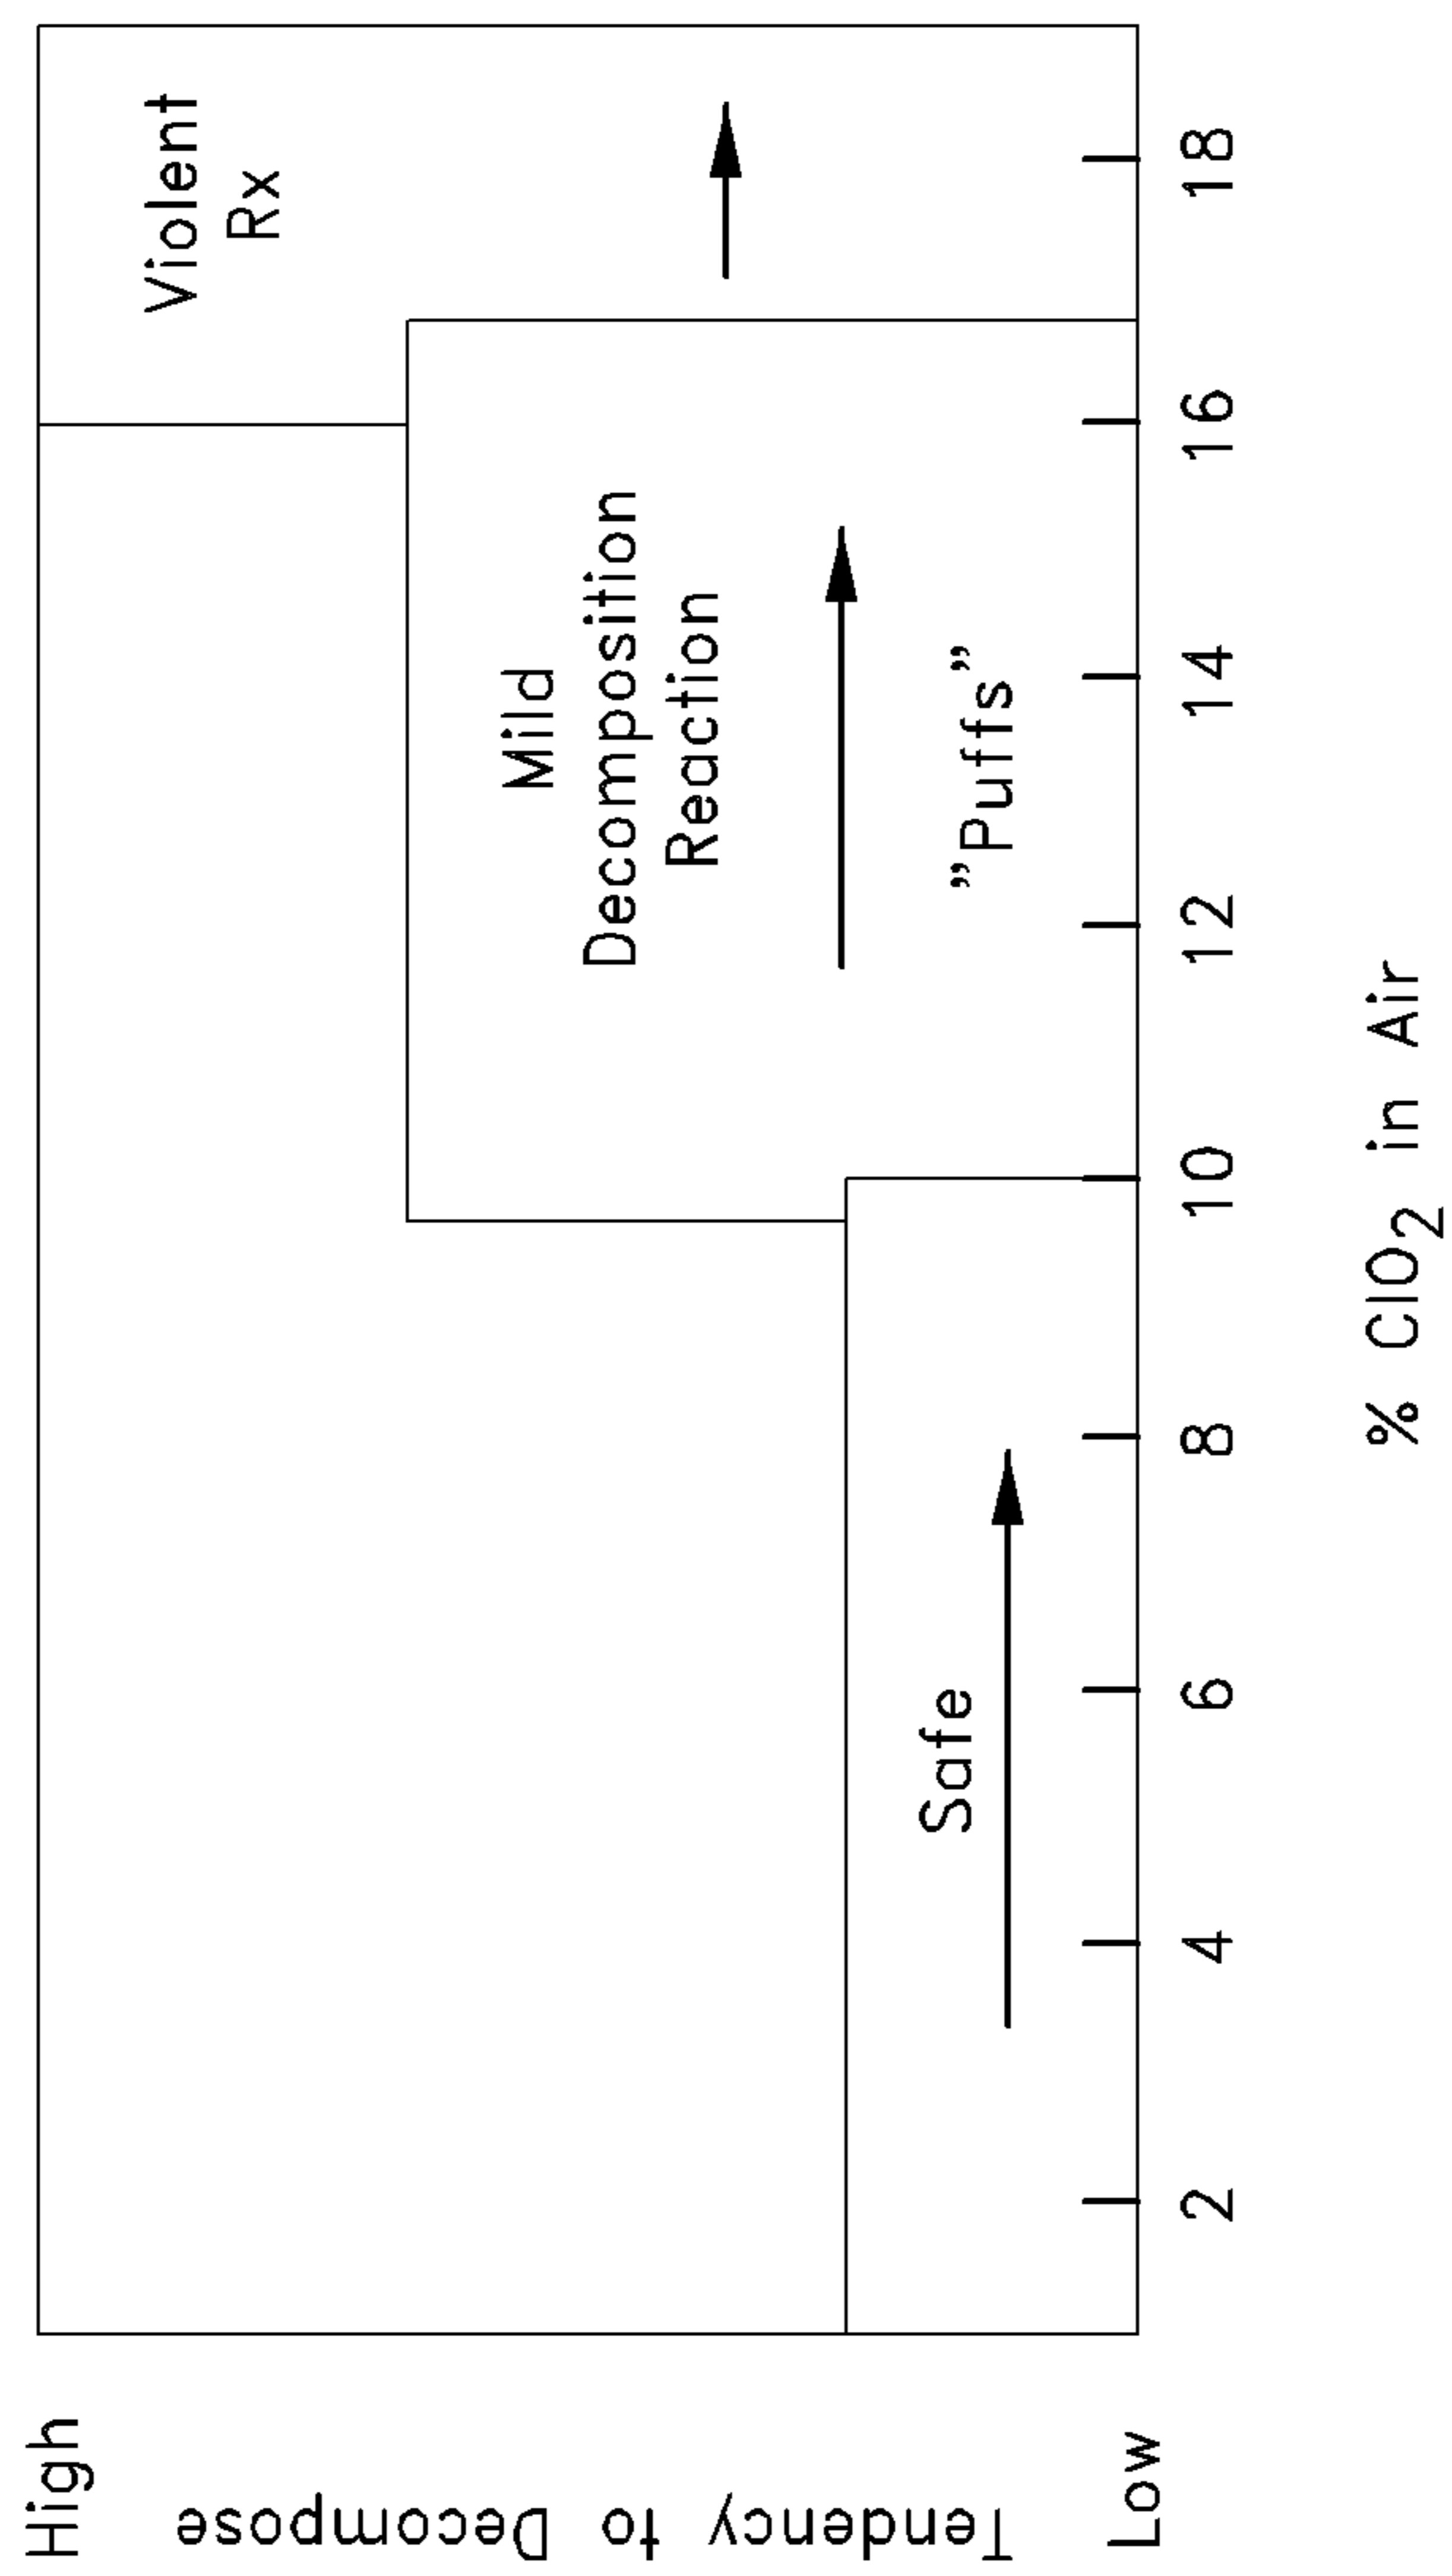 High
Tendency to Decompose
Low
Violent
Rx
Mild
Decomposition
Reaction
”Puffs”
Safe
2 4 6 8 10 12 14 16 18
% ClO₂ in Air